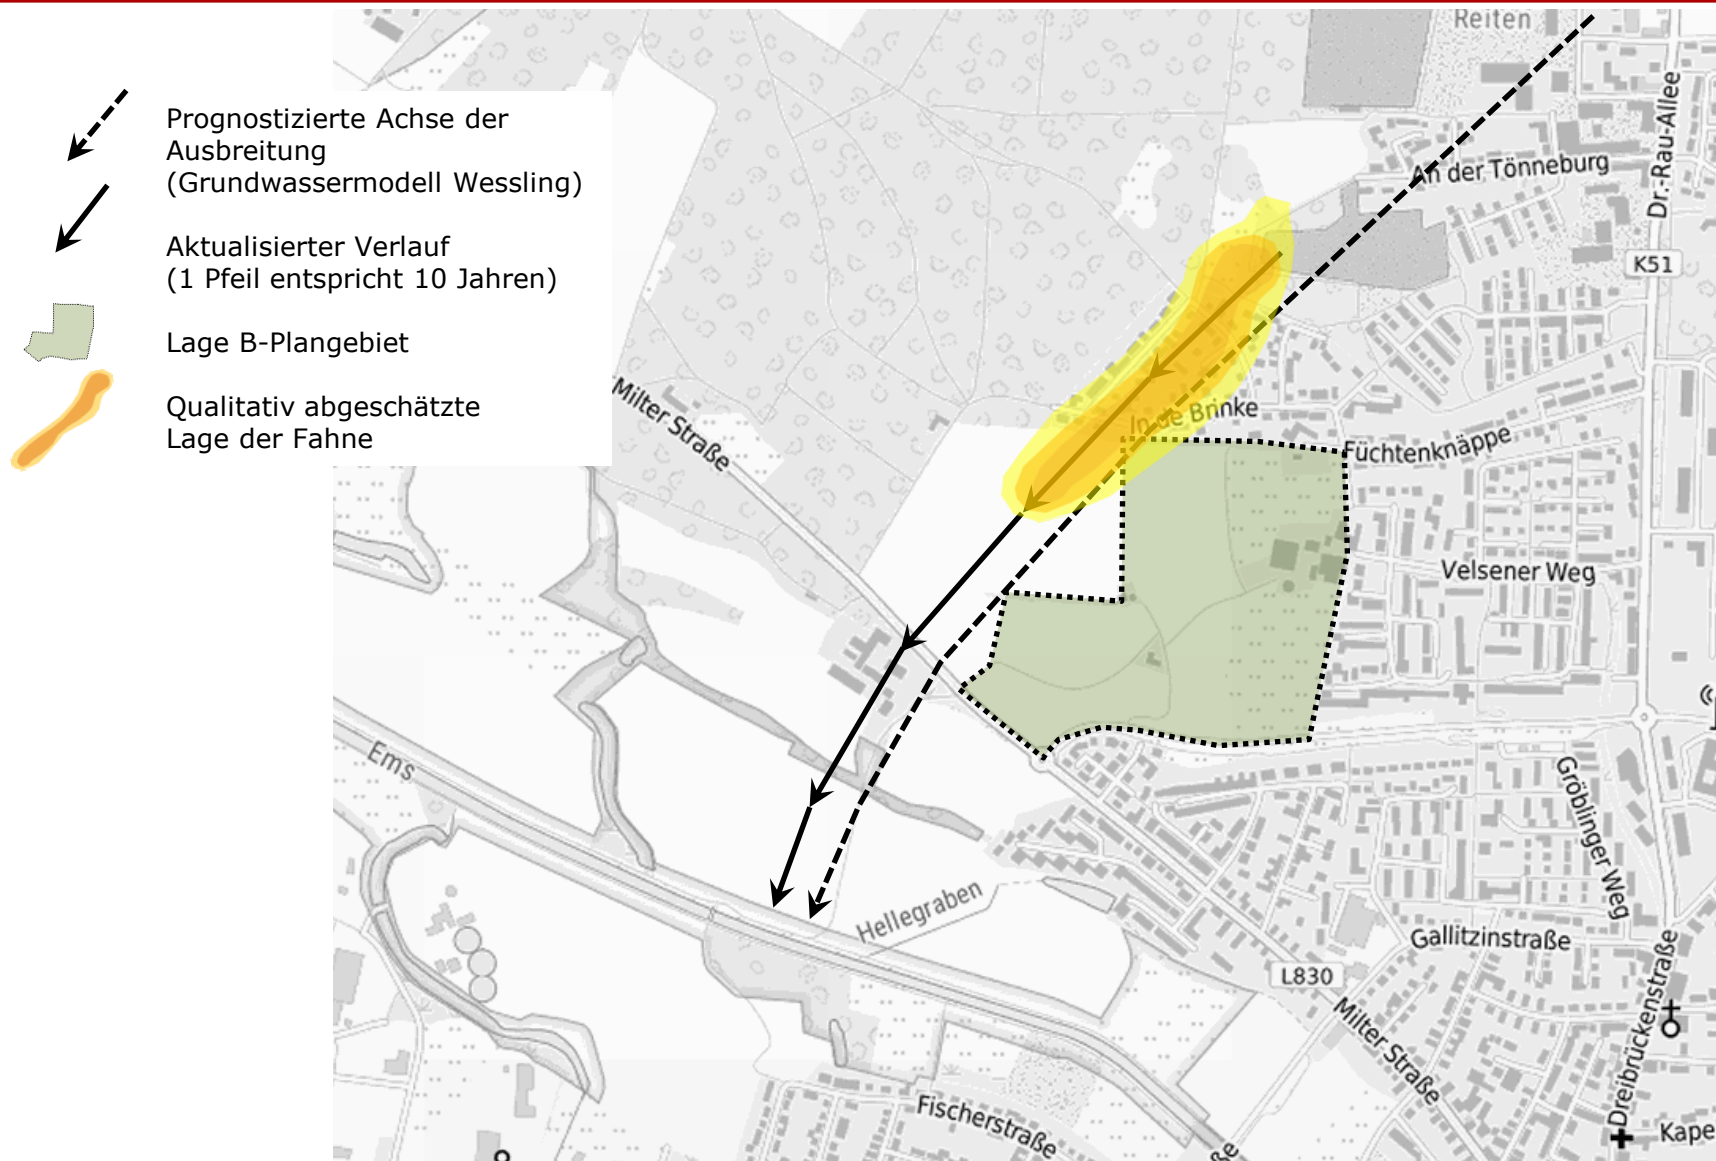 Reiten
Prognostizierte Achse der
Ausbreitung
(Grundwassermodell Wessling)
Aktualisierter Verlauf
(1 Pfeil entspricht 10 Jahren)
Lage B-Plangebiet
Qualitativ abgeschätzte
Lage der Fahne
An der Tönneburg
Dr.-Rau-Allee
K51
Milter Straße
In de Brinke
Füchtenknäppe
Velsener Weg
Ems
Gröblinger Weg
Hellegraben
Gallitzinstraße
L830
Milter Straße
Dreibrückenstraße
Fischerstraße
Kape
ße